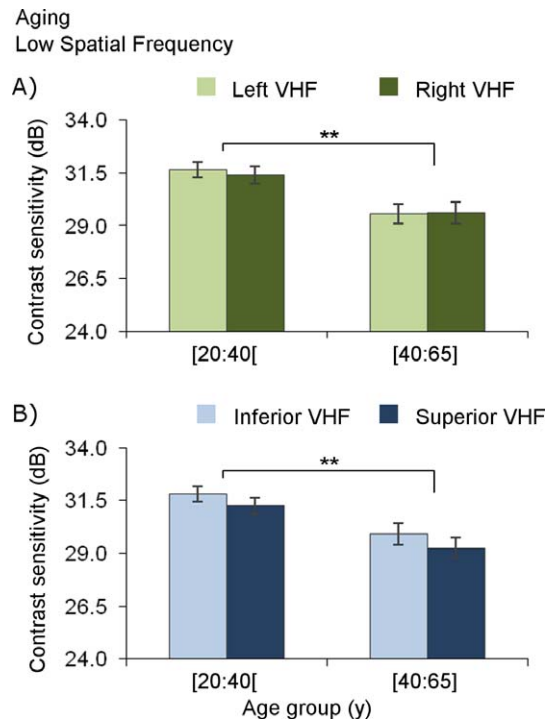 Aging
Low Spatial Frequency
A)
Left VHF
Right VHF
Contrast sensitivity (dB)
34.0
31.5
29.0
26.5
24.0
**
[20:40[
[40:65]
B)
Inferior VHF
Superior VHF
Contrast sensitivity (dB)
34.0
31.5
29.0
26.5
24.0
**
[20:40[
[40:65]
Age group (y)